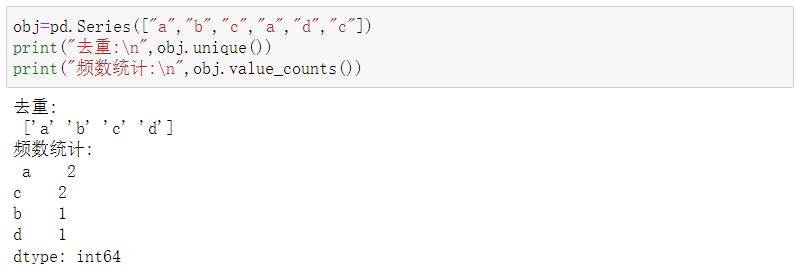 obj=pd.Series(["a","b","c","a","d","c"])
print("去重:\n",obj.unique())
print("频数统计:\n",obj.value_counts())
去重:
 ['a' 'b' 'c' 'd']
频数统计:
 a    2
c    2
b    1
d    1
dtype: int64